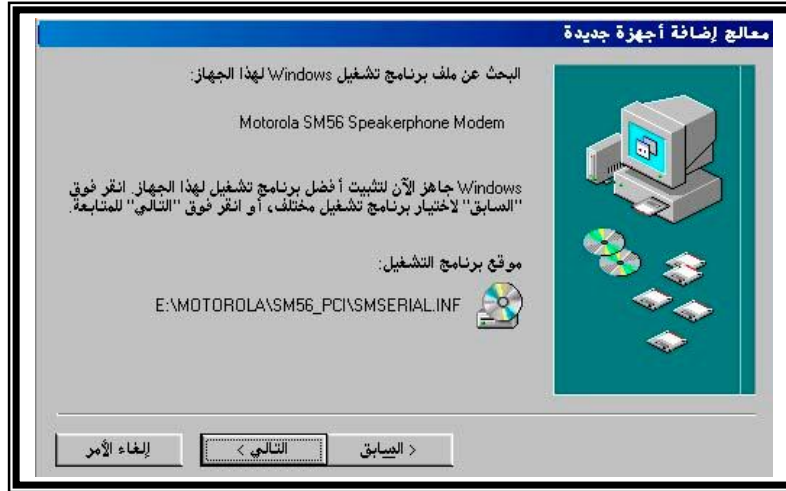 معالج إضافة أجهزة جديدة
البحث عن ملف برنامج تشغيل Windows لهذا الجهاز:
Motorola SM56 Speakerphone Modem
Windows جاهز الآن لتثبيت أفضل برنامج تشغيل لهذا الجهاز. انقر فوق
"السابق" لاختيار برنامج تشغيل مختلف، أو انقر فوق "التالي" للمتابعة.
موقع برنامج التشغيل:
E:\MOTOROLA\SM56_PCI\SMSERIAL.INF
< السابق
التالي >
إلغاء الأمر